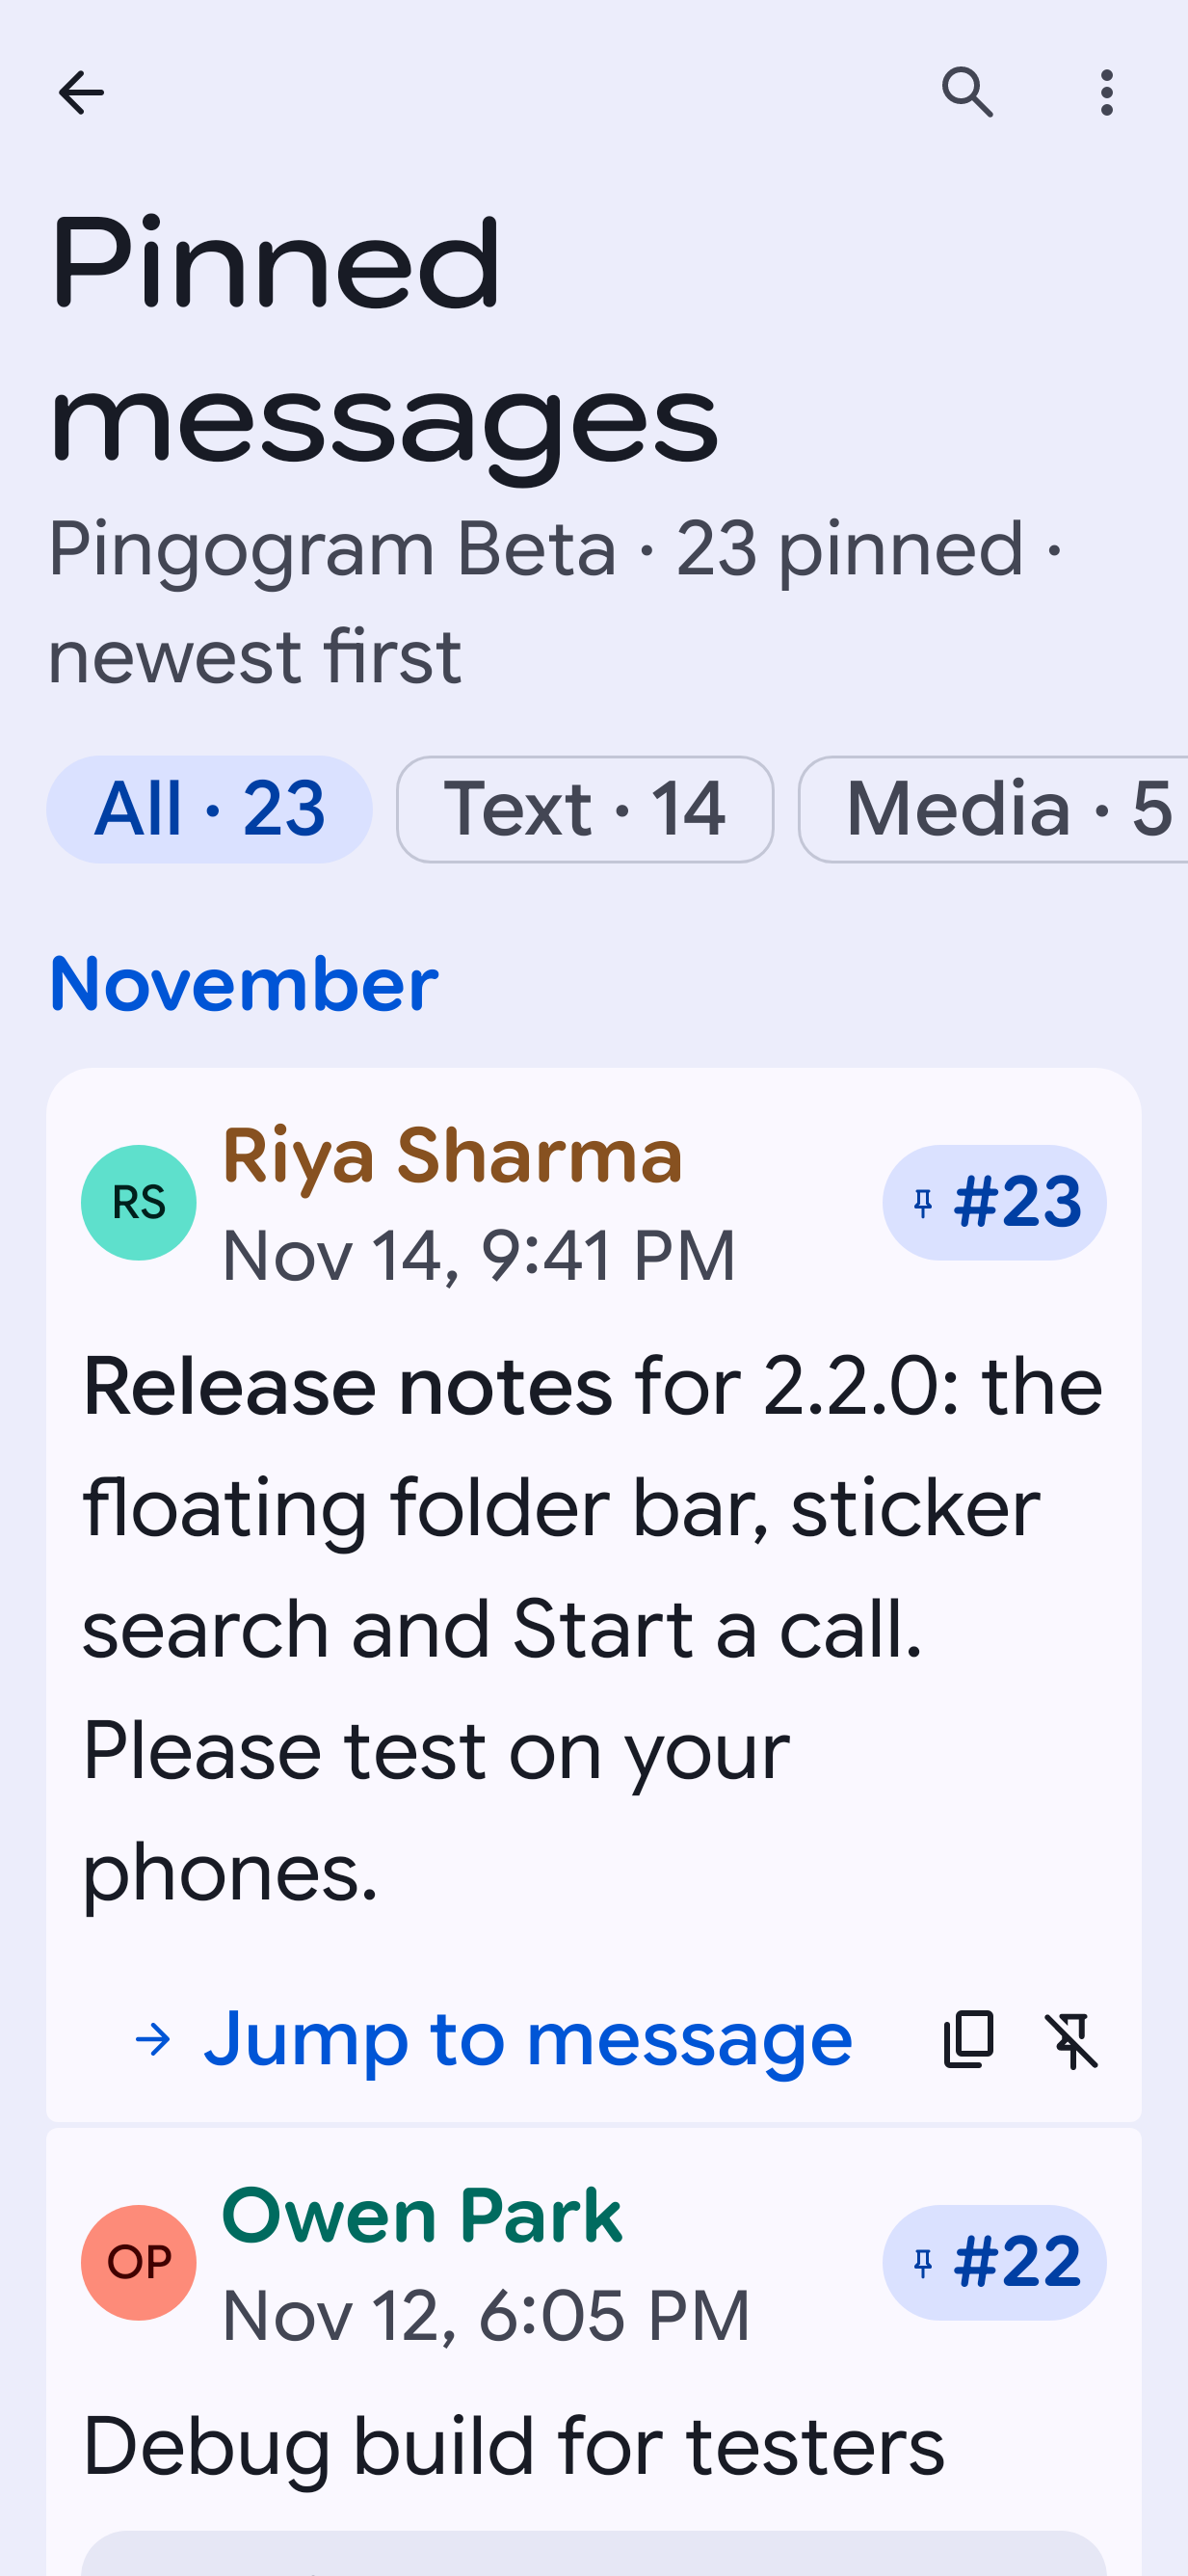 Pinned
messages
Pingogram Beta · 23 pinned ·
newest first
All · 23
Text · 14
Media · 5
November
RS
Riya Sharma
Nov 14, 9:41 PM
#23
Release notes for 2.2.0: the
floating folder bar, sticker
search and Start a call.
Please test on your
phones.
Jump to message
OP
Owen Park
Nov 12, 6:05 PM
#22
Debug build for testers